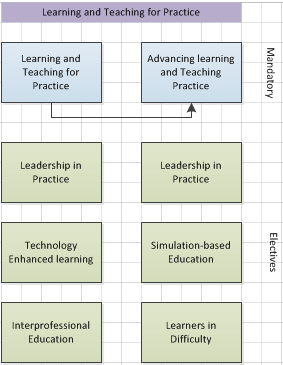 Learning and Teaching for Practice
Learning and
Teaching for
Practice
Advancing learning
and Teaching
Practice
Mandatory
Leadership in
Practice
Leadership in
Practice
Technology
Enhanced learning
Simulation-based
Education
Electives
Interprofessional
Education
Learners in
Difficulty